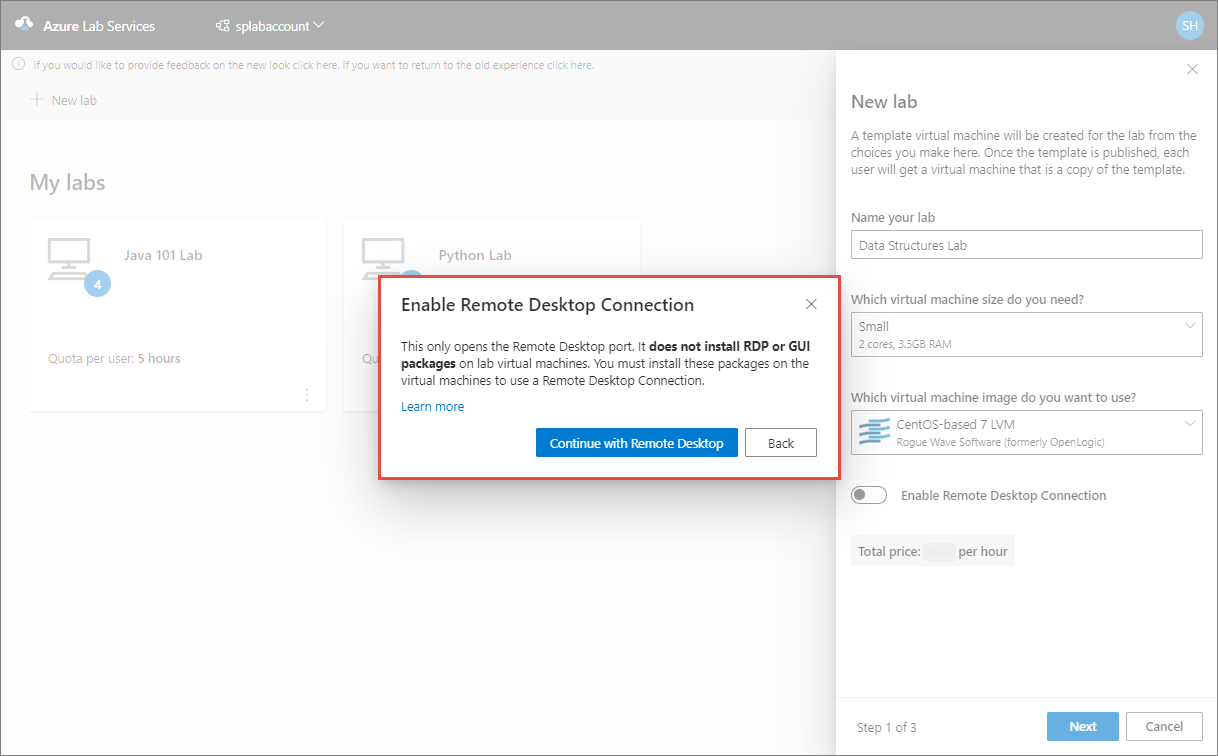 Azure Lab Services
splabaccount
SH
If you would like to provide feedback on the new look click here. If you want to return to the old experience click here.
New lab
My labs
Java 101 Lab
4
Quota per user: 5 hours
Python Lab
Enable Remote Desktop Connection
This only opens the Remote Desktop port. It does not install RDP or GUI
packages on lab virtual machines. You must install these packages on the
virtual machines to use a Remote Desktop Connection.
Learn more
Continue with Remote Desktop
Back
New lab
A template virtual machine will be created for the lab from the
choices you make here. Once the template is published, each
user will get a virtual machine that is a copy of the template.
Name your lab
Data Structures Lab
Which virtual machine size do you need?
Small
2 cores, 3.5GB RAM
Which virtual machine image do you want to use?
CentOS-based 7 LVM
Rogue Wave Software (formerly OpenLogic)
Enable Remote Desktop Connection
Total price: per hour
Step 1 of 3
Next
Cancel